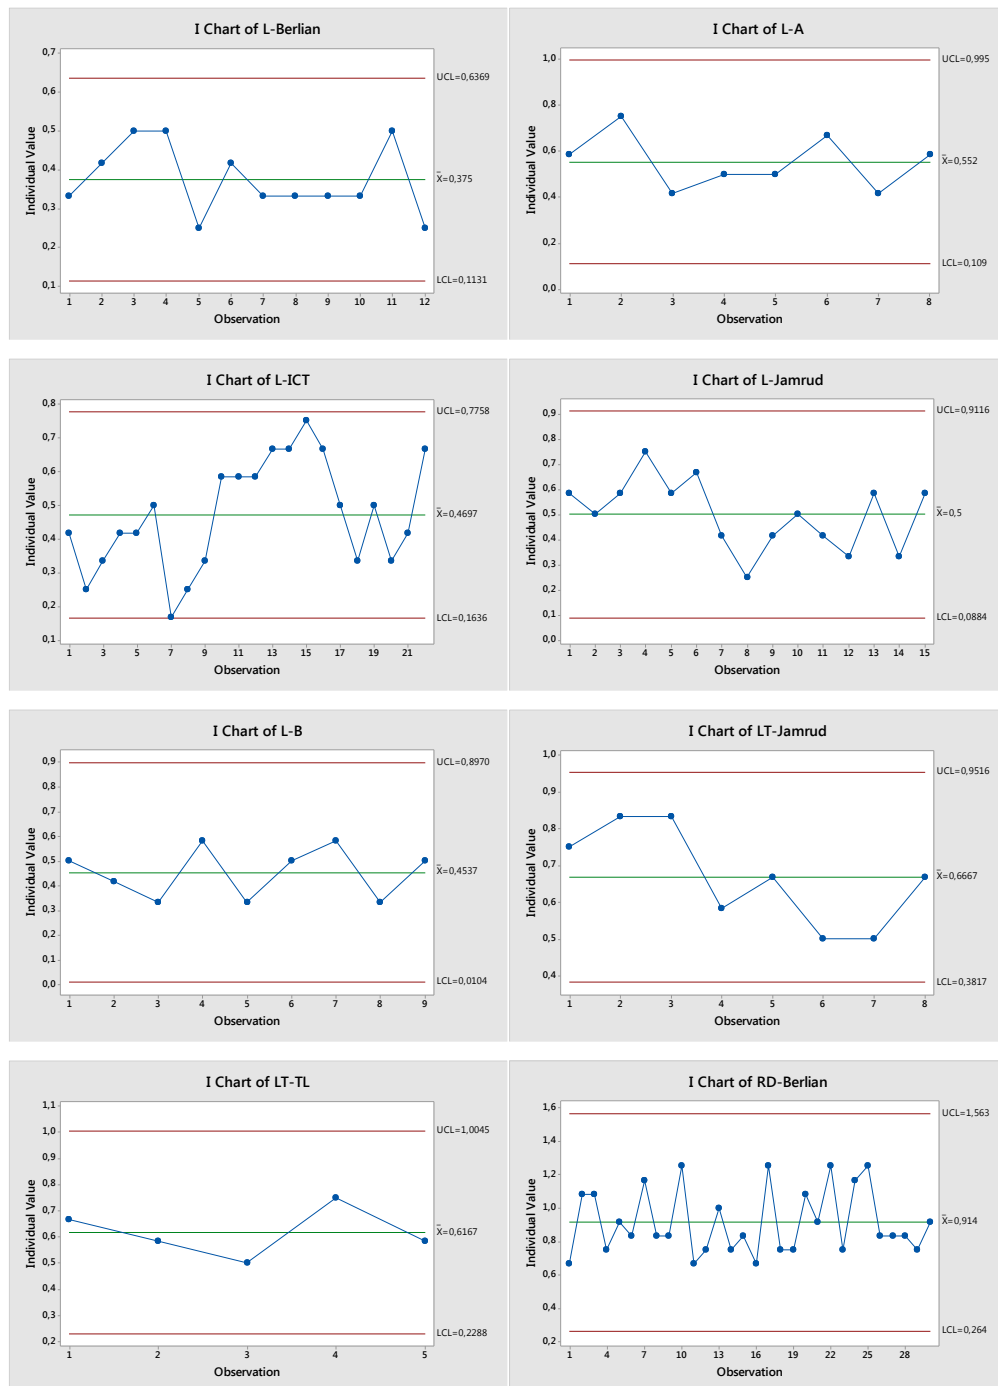 I Chart of L-Berlian
0,7
0,6
0,5
0,4
0,3
0,2
0,1
Individual Value
UCL=0,6369
X̄=0,375
LCL=0,1131
1 2 3 4 5 6 7 8 9 10 11 12
Observation
I Chart of L-A
1,0
0,8
0,6
0,4
0,2
0,0
Individual Value
UCL=0,995
X̄=0,552
LCL=0,109
1 2 3 4 5 6 7 8
Observation
I Chart of L-ICT
0,8
0,7
0,6
0,5
0,4
0,3
0,2
0,1
Individual Value
UCL=0,7758
X̄=0,4697
LCL=0,1636
1 3 5 7 9 11 13 15 17 19 21
Observation
I Chart of L-Jamrud
0,9
0,8
0,7
0,6
0,5
0,4
0,3
0,2
0,1
0,0
Individual Value
UCL=0,9116
X̄=0,5
LCL=0,0884
1 2 3 4 5 6 7 8 9 10 11 12 13 14 15
Observation
I Chart of L-B
0,9
0,8
0,7
0,6
0,5
0,4
0,3
0,2
0,1
0,0
Individual Value
UCL=0,8970
X̄=0,4537
LCL=0,0104
1 2 3 4 5 6 7 8 9
Observation
I Chart of LT-Jamrud
1,0
0,9
0,8
0,7
0,6
0,5
0,4
Individual Value
UCL=0,9516
X̄=0,6667
LCL=0,3817
1 2 3 4 5 6 7 8
Observation
I Chart of LT-TL
1,1
1,0
0,9
0,8
0,7
0,6
0,5
0,4
0,3
0,2
Individual Value
UCL=1,0045
X̄=0,6167
LCL=0,2288
1 2 3 4 5
Observation
I Chart of RD-Berlian
1,6
1,4
1,2
1,0
0,8
0,6
0,4
0,2
Individual Value
UCL=1,563
X̄=0,914
LCL=0,264
1 4 7 10 13 16 19 22 25 28
Observation